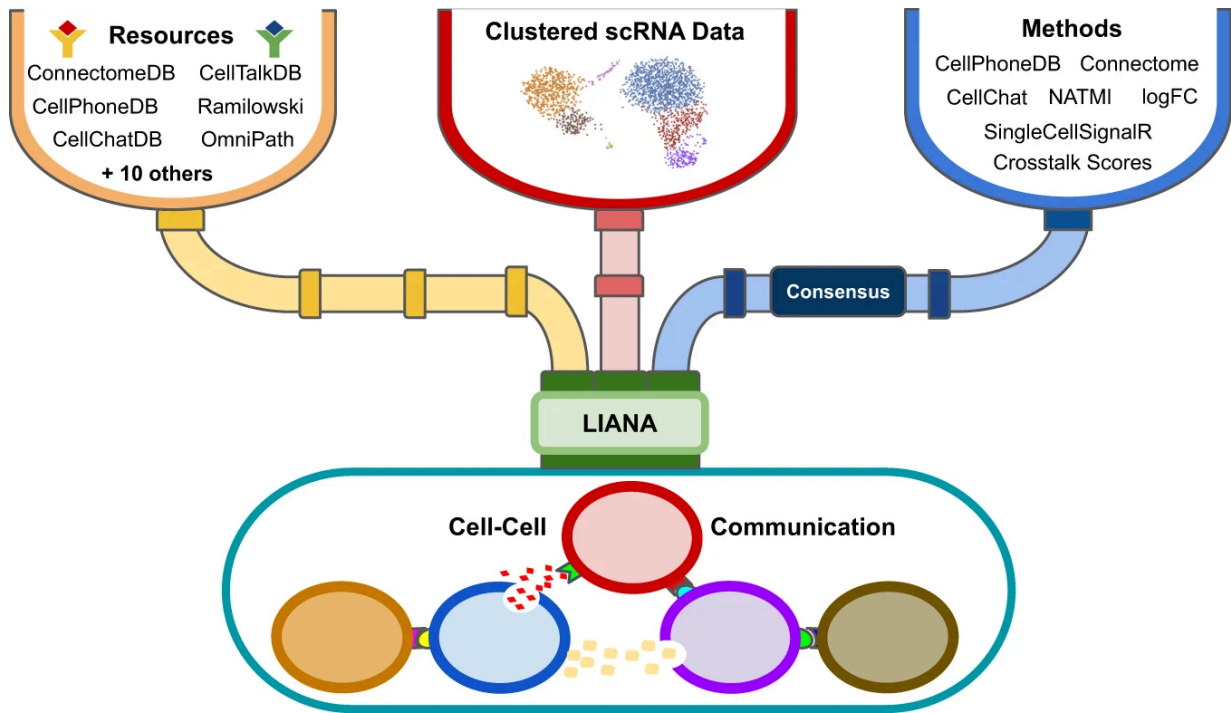 Resources
ConnectomeDB CellTalkDB
CellPhoneDB Ramilowski
CellChatDB OmniPath
+ 10 others
Clustered scRNA Data
Methods
CellPhoneDB Connectome
CellChat NATMI logFC
SingleCellSignalR
Crosstalk Scores
Consensus
LIANA
Cell-Cell Communication